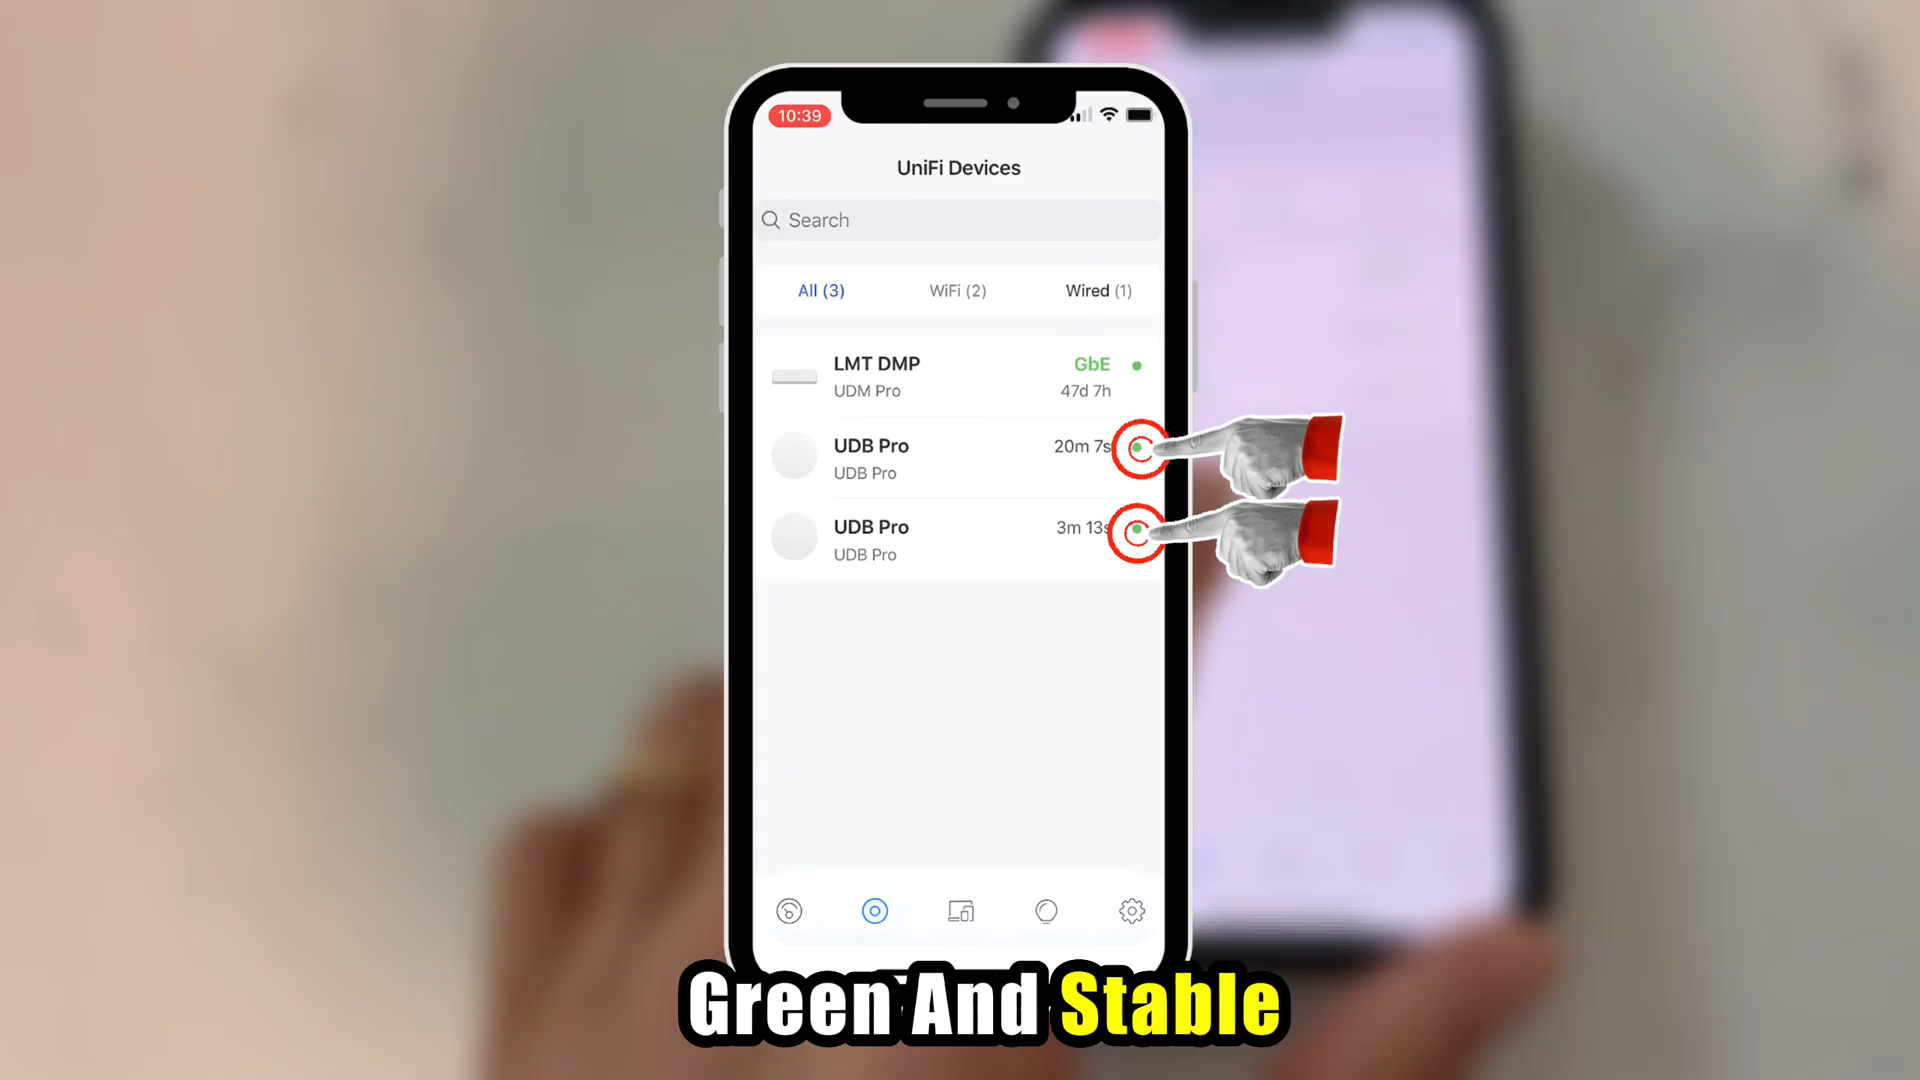 10:39
UniFi Devices
Search
All (3) WiFi (2) Wired (1)
LMT DMP GbE
UDM Pro 47d 7h
UDB Pro 20m 7s
UDB Pro
UDB Pro 3m 13s
UDB Pro
Green And Stable